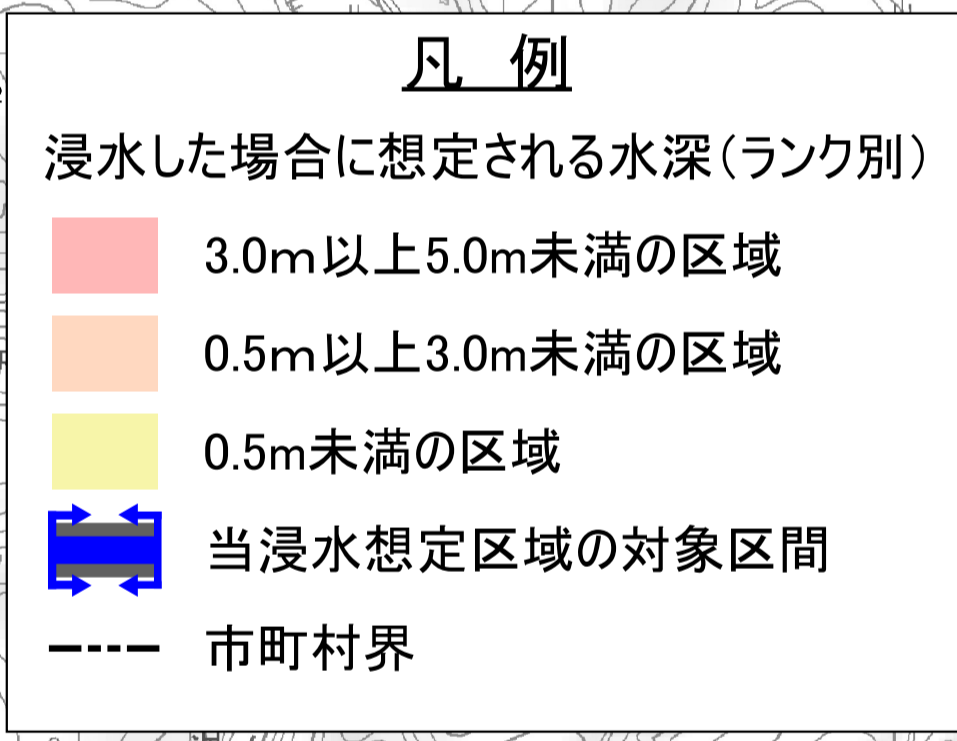 凡　例
浸水した場合に想定される水深（ランク別）
3.0ｍ以上5.0m未満の区域
0.5ｍ以上3.0m未満の区域
0.5m未満の区域
当浸水想定区域の対象区間
市町村界